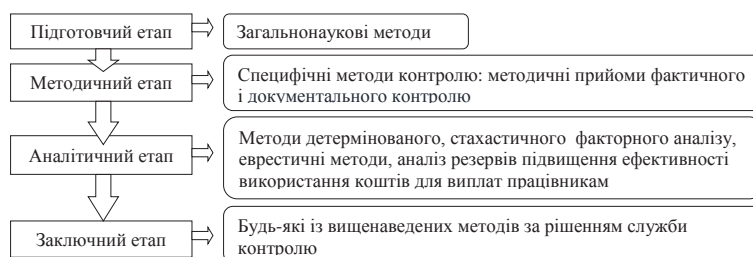 Підготовчий етап
Загальнонаукові методи
Методичний етап
Специфічні методи контролю: методичні прийоми фактичного
і документального контролю
Аналітичний етап
Методи детермінованого, стахастичного факторного аналізу,
еврестичні методи, аналіз резервів підвищення ефективності
використання коштів для виплат працівникам
Заключний етап
Будь-які із вищенаведених методів за рішенням служби
контролю